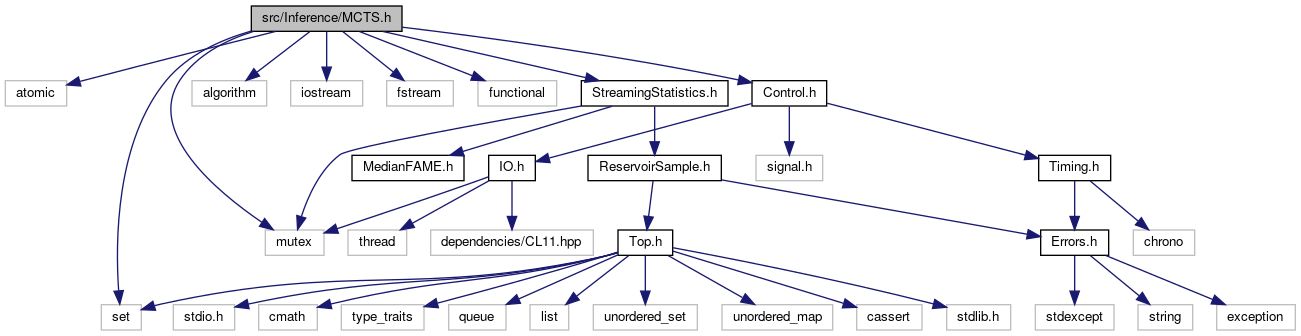 src/Inference/MCTS.h
atomic
algorithm
iostream
fstream
functional
StreamingStatistics.h
Control.h
MedianFAME.h
IO.h
ReservoirSample.h
signal.h
Timing.h
mutex
thread
dependencies/CL11.hpp
Top.h
Errors.h
chrono
set
stdio.h
cmath
type_traits
queue
list
unordered_set
unordered_map
cassert
stdlib.h
stdexcept
string
exception